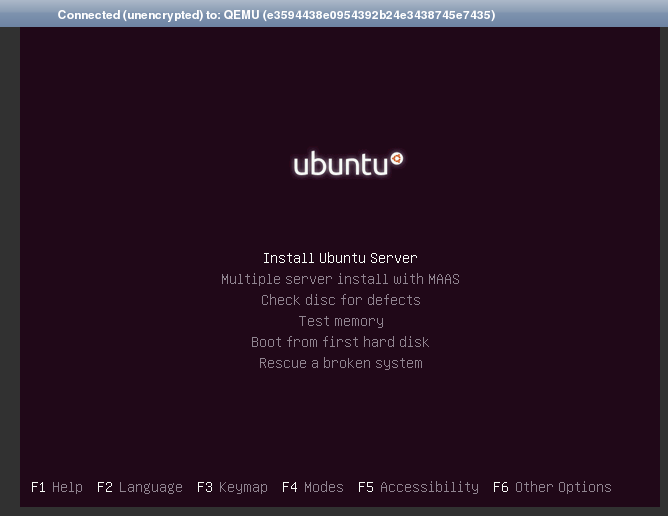 Connected (unencrypted) to: QEMU (e3594438e0954392b24e3438745e7435)
ubuntu
Install Ubuntu Server
Multiple server install with MAAS
Check disc for defects
Test memory
Boot from first hard disk
Rescue a broken system
F1 Help F2 Language F3 Keymap F4 Modes F5 Accessibility F6 Other Options